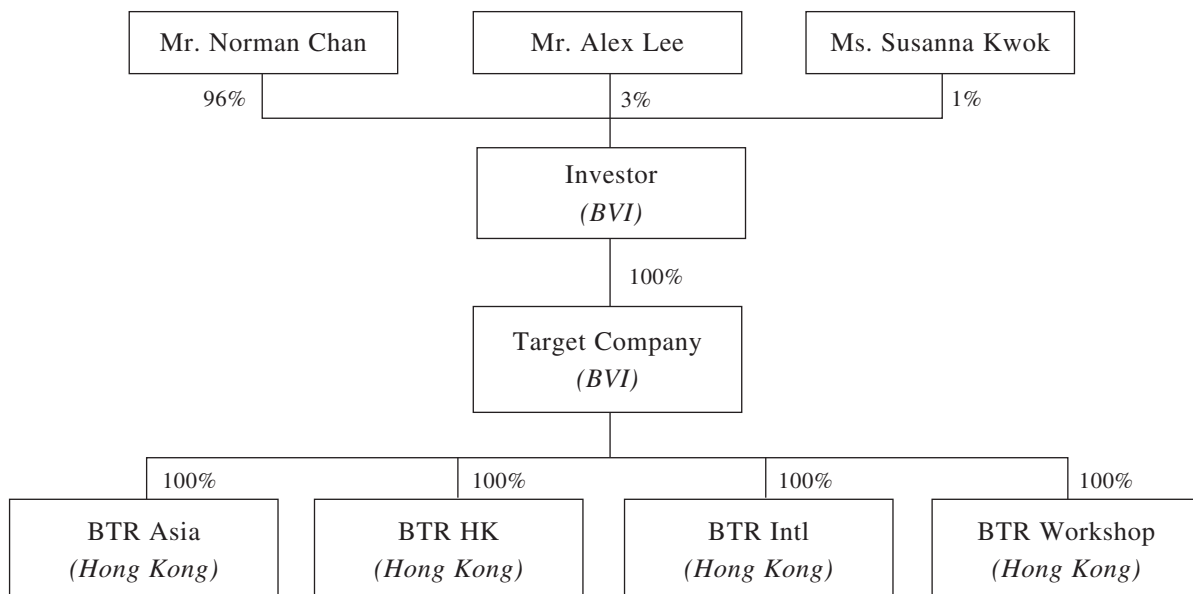 Mr. Norman Chan
Mr. Alex Lee
Ms. Susanna Kwok
96%
3%
1%
Investor
(BVI)
100%
Target Company
(BVI)
100%
100%
100%
100%
BTR Asia
(Hong Kong)
BTR HK
(Hong Kong)
BTR Intl
(Hong Kong)
BTR Workshop
(Hong Kong)